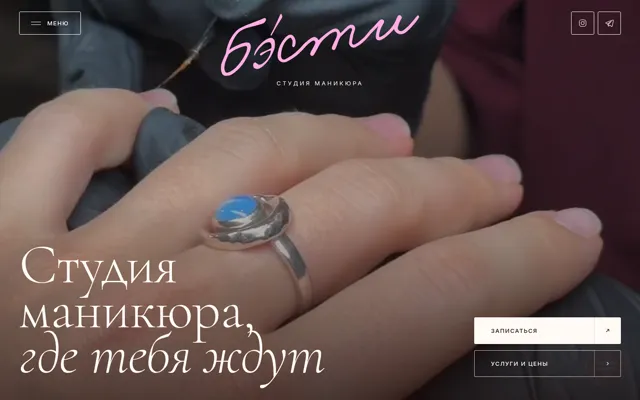 МЕНЮ
бэсти
СТУДИЯ МАНИКЮРА
Студия
маникюра,
где тебя ждут
ЗАПИСАТЬСЯ
УСЛУГИ И ЦЕНЫ